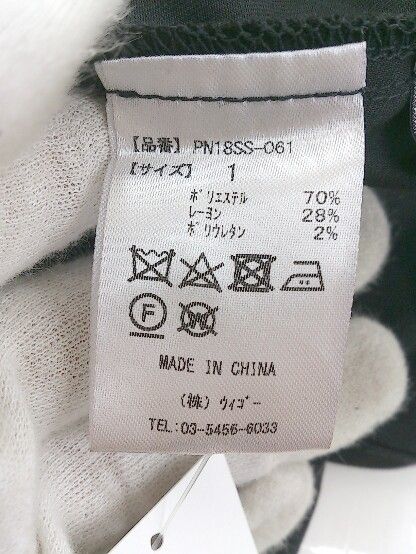 【品番】 PN18SS-061
【サイズ】 1
ポリエステル 70%
レーヨン 28%
ポリウレタン 2%
F
W
MADE IN CHINA
(株) ウィゴー
TEL:03-5456-6033